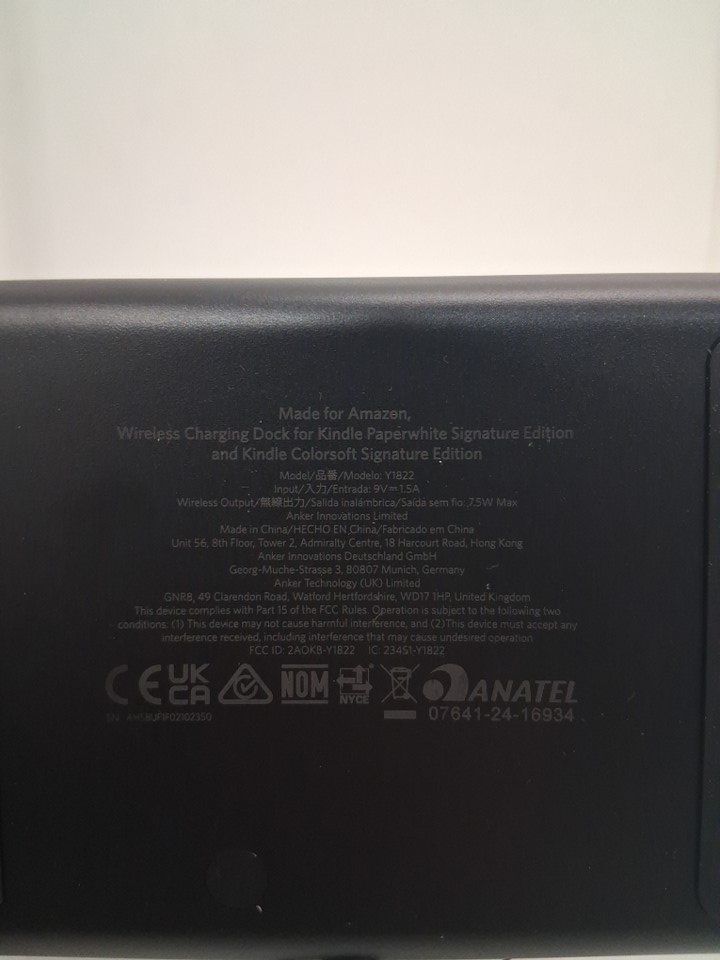 Made for Amazon,
Wireless Charging Dock for Kindle Paperwhite Signature Edition
and Kindle Colorsoft Signature Edition
Model/品番/Modelo: Y1822
Input/入力/Entrada: 9V⎓1.5A
Wireless Output/無線出力/Salida inalámbrica/Saída sem fio: 7.5W Max
Anker Innovations Limited
Made in China/HECHO EN China/Fabricado em China
Unit 56, 8th Floor, Tower 2, Admiralty Centre, 18 Harcourt Road, Hong Kong
Anker Innovations Deutschland GmbH
Georg-Muche-Strasse 3, 80807 Munich, Germany
Anker Technology (UK) Limited
GNR8, 49 Clarendon Road, Watford Hertfordshire, WD17 1HP, United Kingdom
This device complies with Part 15 of the FCC Rules. Operation is subject to the following two
conditions: (1) This device may not cause harmful interference, and (2)This device must accept any
interference received, including interference that may cause undesired operation
FCC ID: 2AOKB-Y1822 IC: 23451-Y1822
CE UK CA NOM NYCE ANATEL
07641-24-16934
SN: